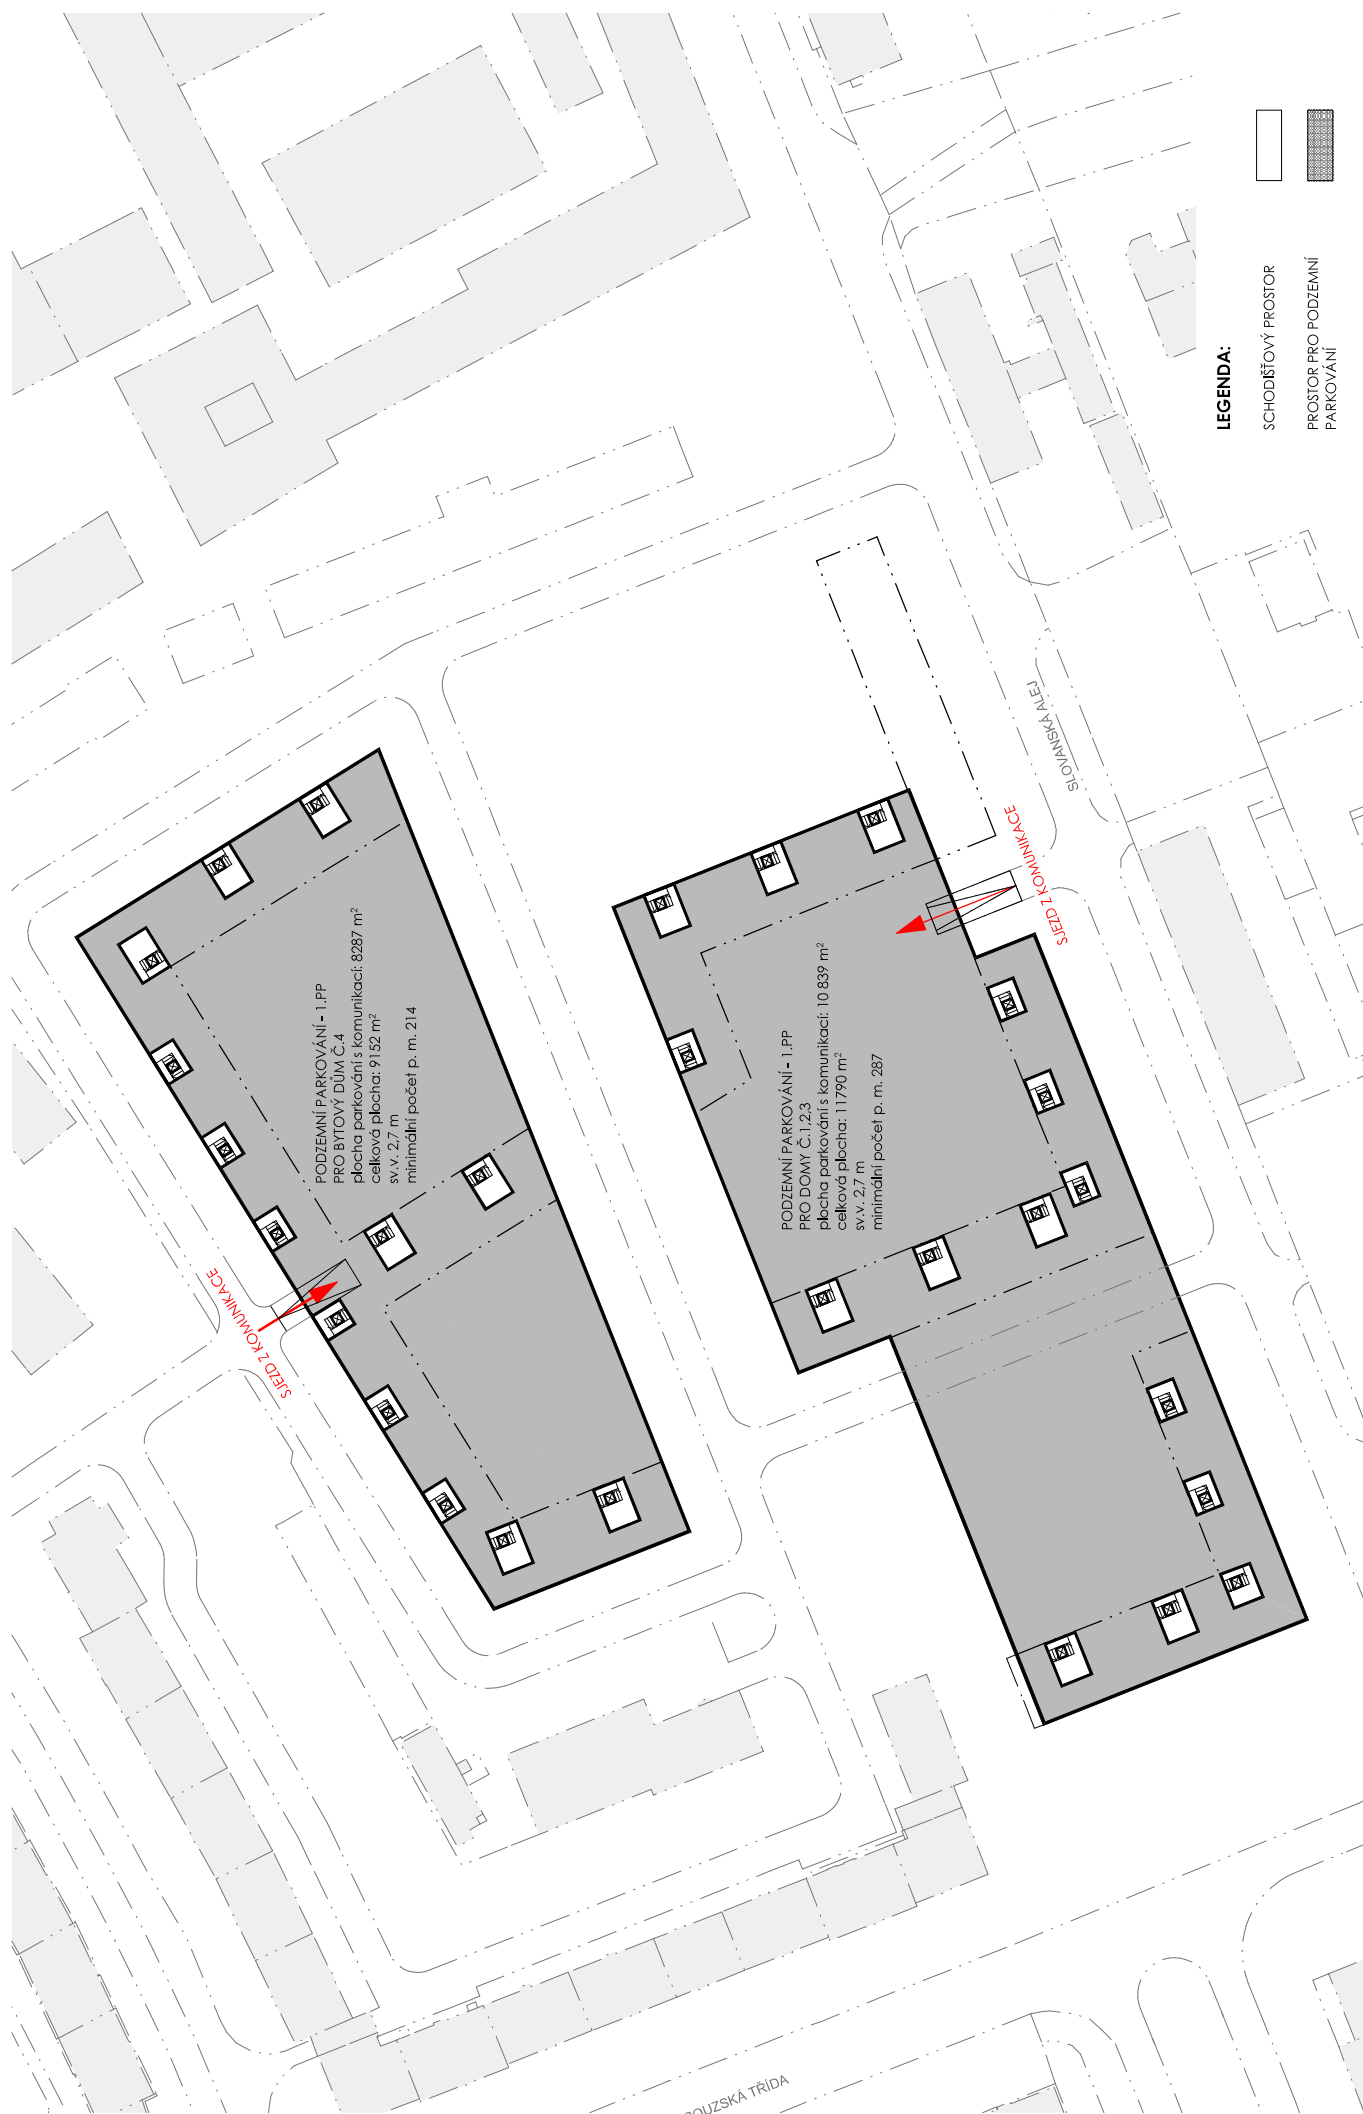 PODZEMNÍ PARKOVÁNÍ - 1.PP
PRO BYTOVÝ DŮM Č.4
plocha parkování s komunikací: 8287 m²
celková plocha: 9152 m²
sv.v. 2,7 m
minimální počet p. m. 214
SJEZD Z KOMUNIKACE
PODZEMNÍ PARKOVÁNÍ - 1.PP
PRO DOMY Č.1,2,3
plocha parkování s komunikací: 10 839 m²
celková plocha: 11790 m²
sv.v. 2,7 m
minimální počet p. m. 287
SJEZD Z KOMUNIKACE
SLOVANSKÁ ALEJ
OUZSKÁ TŘÍDA
LEGENDA:
SCHODIŠŤOVÝ PROSTOR
PROSTOR PRO PODZEMNÍ
PARKOVÁNÍ